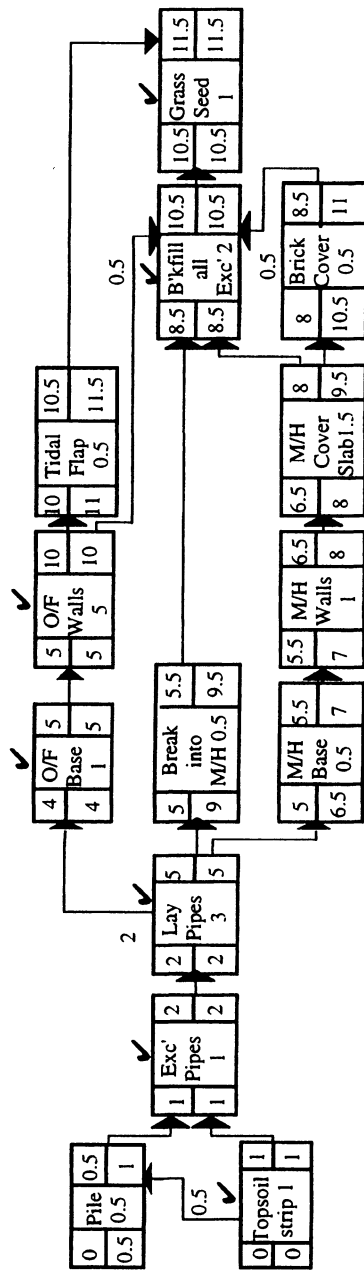 0
Pile
0.5
0.5
0.5
1
0.5
0
Topsoil
1
0
strip 1
1
1
Exc'
2
1
Pipes
2
1
2
2
Lay
5
2
Pipes
5
3
4
O/F
5
4
Base
5
1
5
O/F
10
5
Walls
10
5
10
Tidal
10.5
11
Flap
11.5
0.5
5
Break
5.5
9
into
9.5
M/H 0.5
5
M/H
5.5
6.5
Base
7
0.5
5.5
M/H
6.5
7
Walls
8
1
6.5
M/H
8
8
Cover
9.5
Slab1.5
8
Brick
8.5
10.5
Cover
11
0.5
0.5
0.5
8.5
B'kfill
10.5
8.5
all
10.5
Exc' 2
10.5
Grass
11.5
10.5
Seed
11.5
1